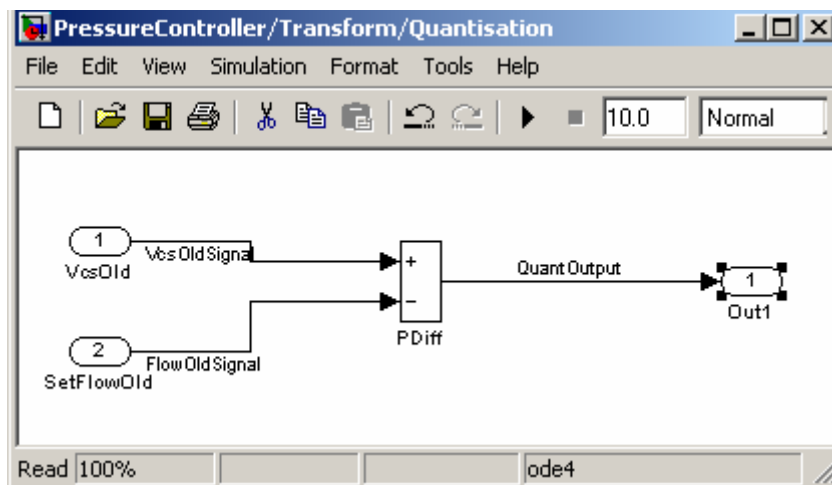 PressureController/Transform/Quantisation
File Edit View Simulation Format Tools Help
10.0 Normal
1
VcsOld
VcsOldSignal
+
−
PDiff
QuantOutput
1
Out1
2
SetFlowOld
FlowOldSignal
Read 100% ode4